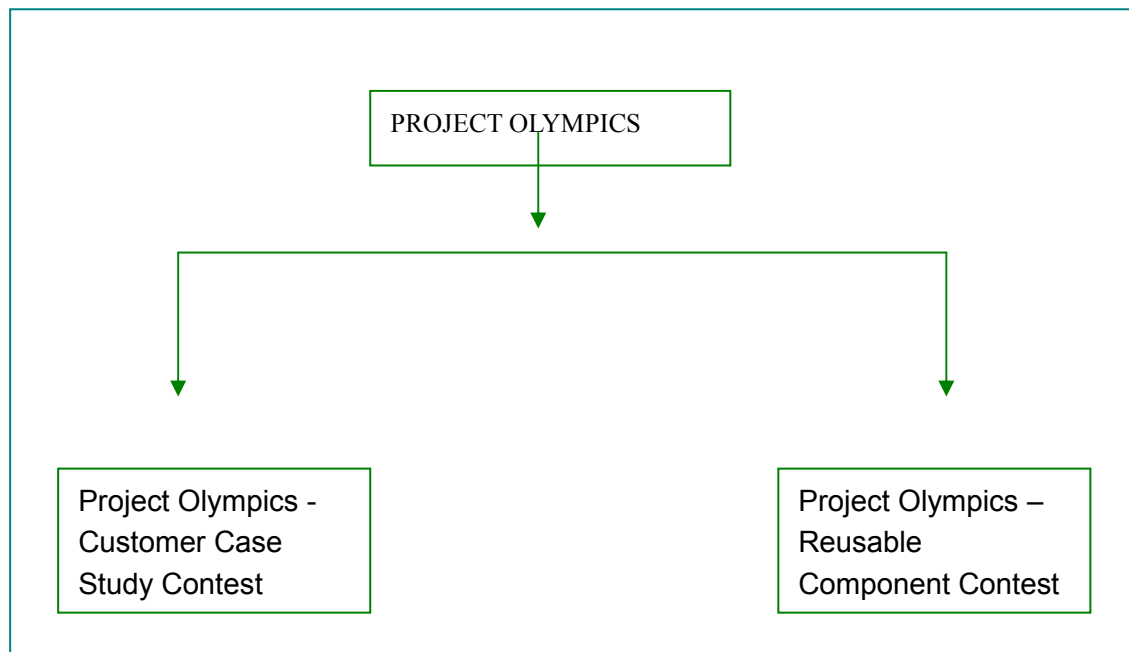 PROJECT OLYMPICS
Project Olympics -
Customer Case
Study Contest
Project Olympics –
Reusable
Component Contest